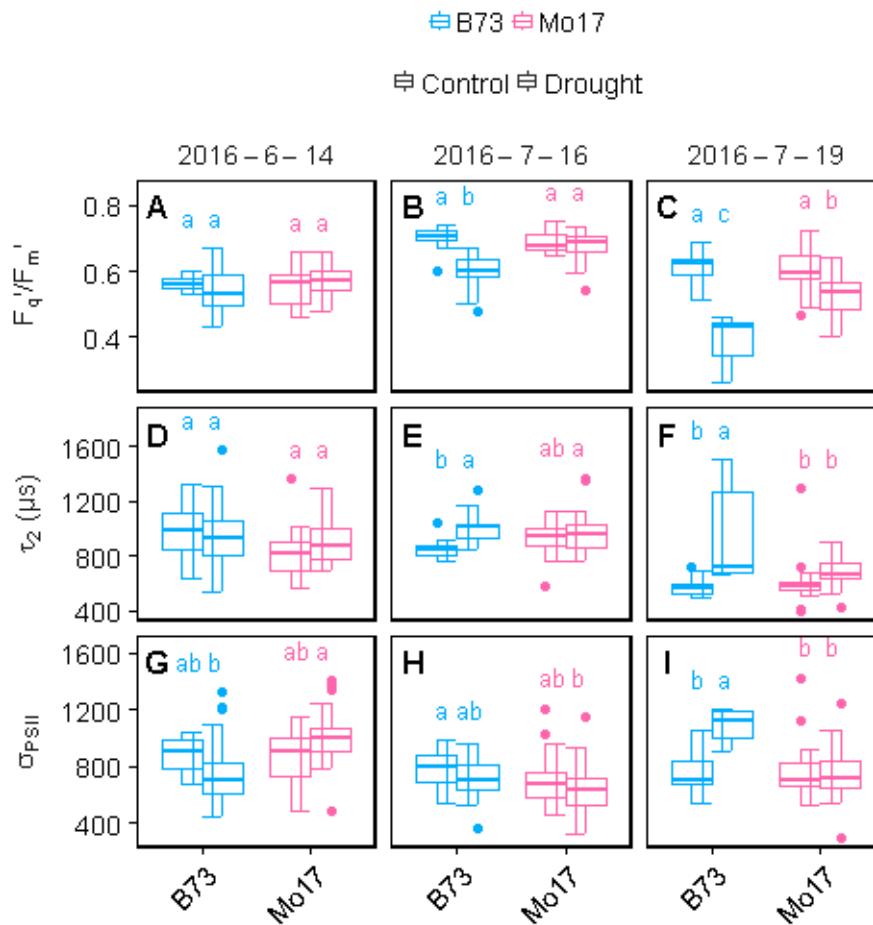 B73 Mo17
Control Drought
2016 – 6 – 14 2016 – 7 – 16 2016 – 7 – 19
Fq'/Fm'
0.8
0.6
0.4
A a a a a
B a b a a
C a c a b
τ2 (µs)
1600
1200
800
400
D a a a a
E b a ab a
F b a b b
σPSII
1600
1200
800
400
G ab b ab a
H a ab ab b
I b a b b
B73 Mo17 B73 Mo17 B73 Mo17